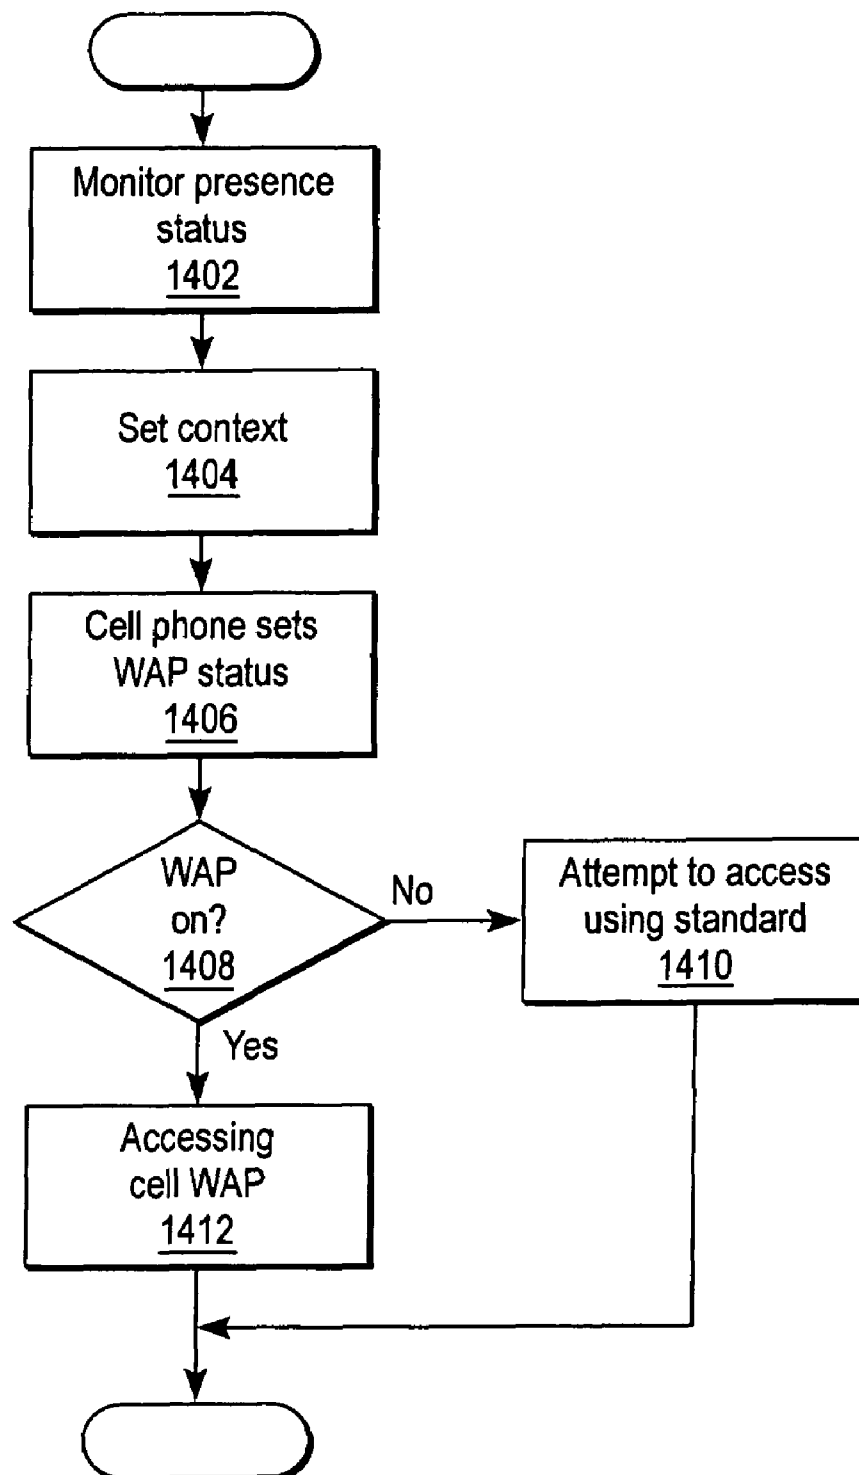 Monitor presence
status
1402
Set context
1404
Cell phone sets
WAP status
1406
WAP
on?
1408
No
Attempt to access
using standard
1410
Yes
Accessing
cell WAP
1412